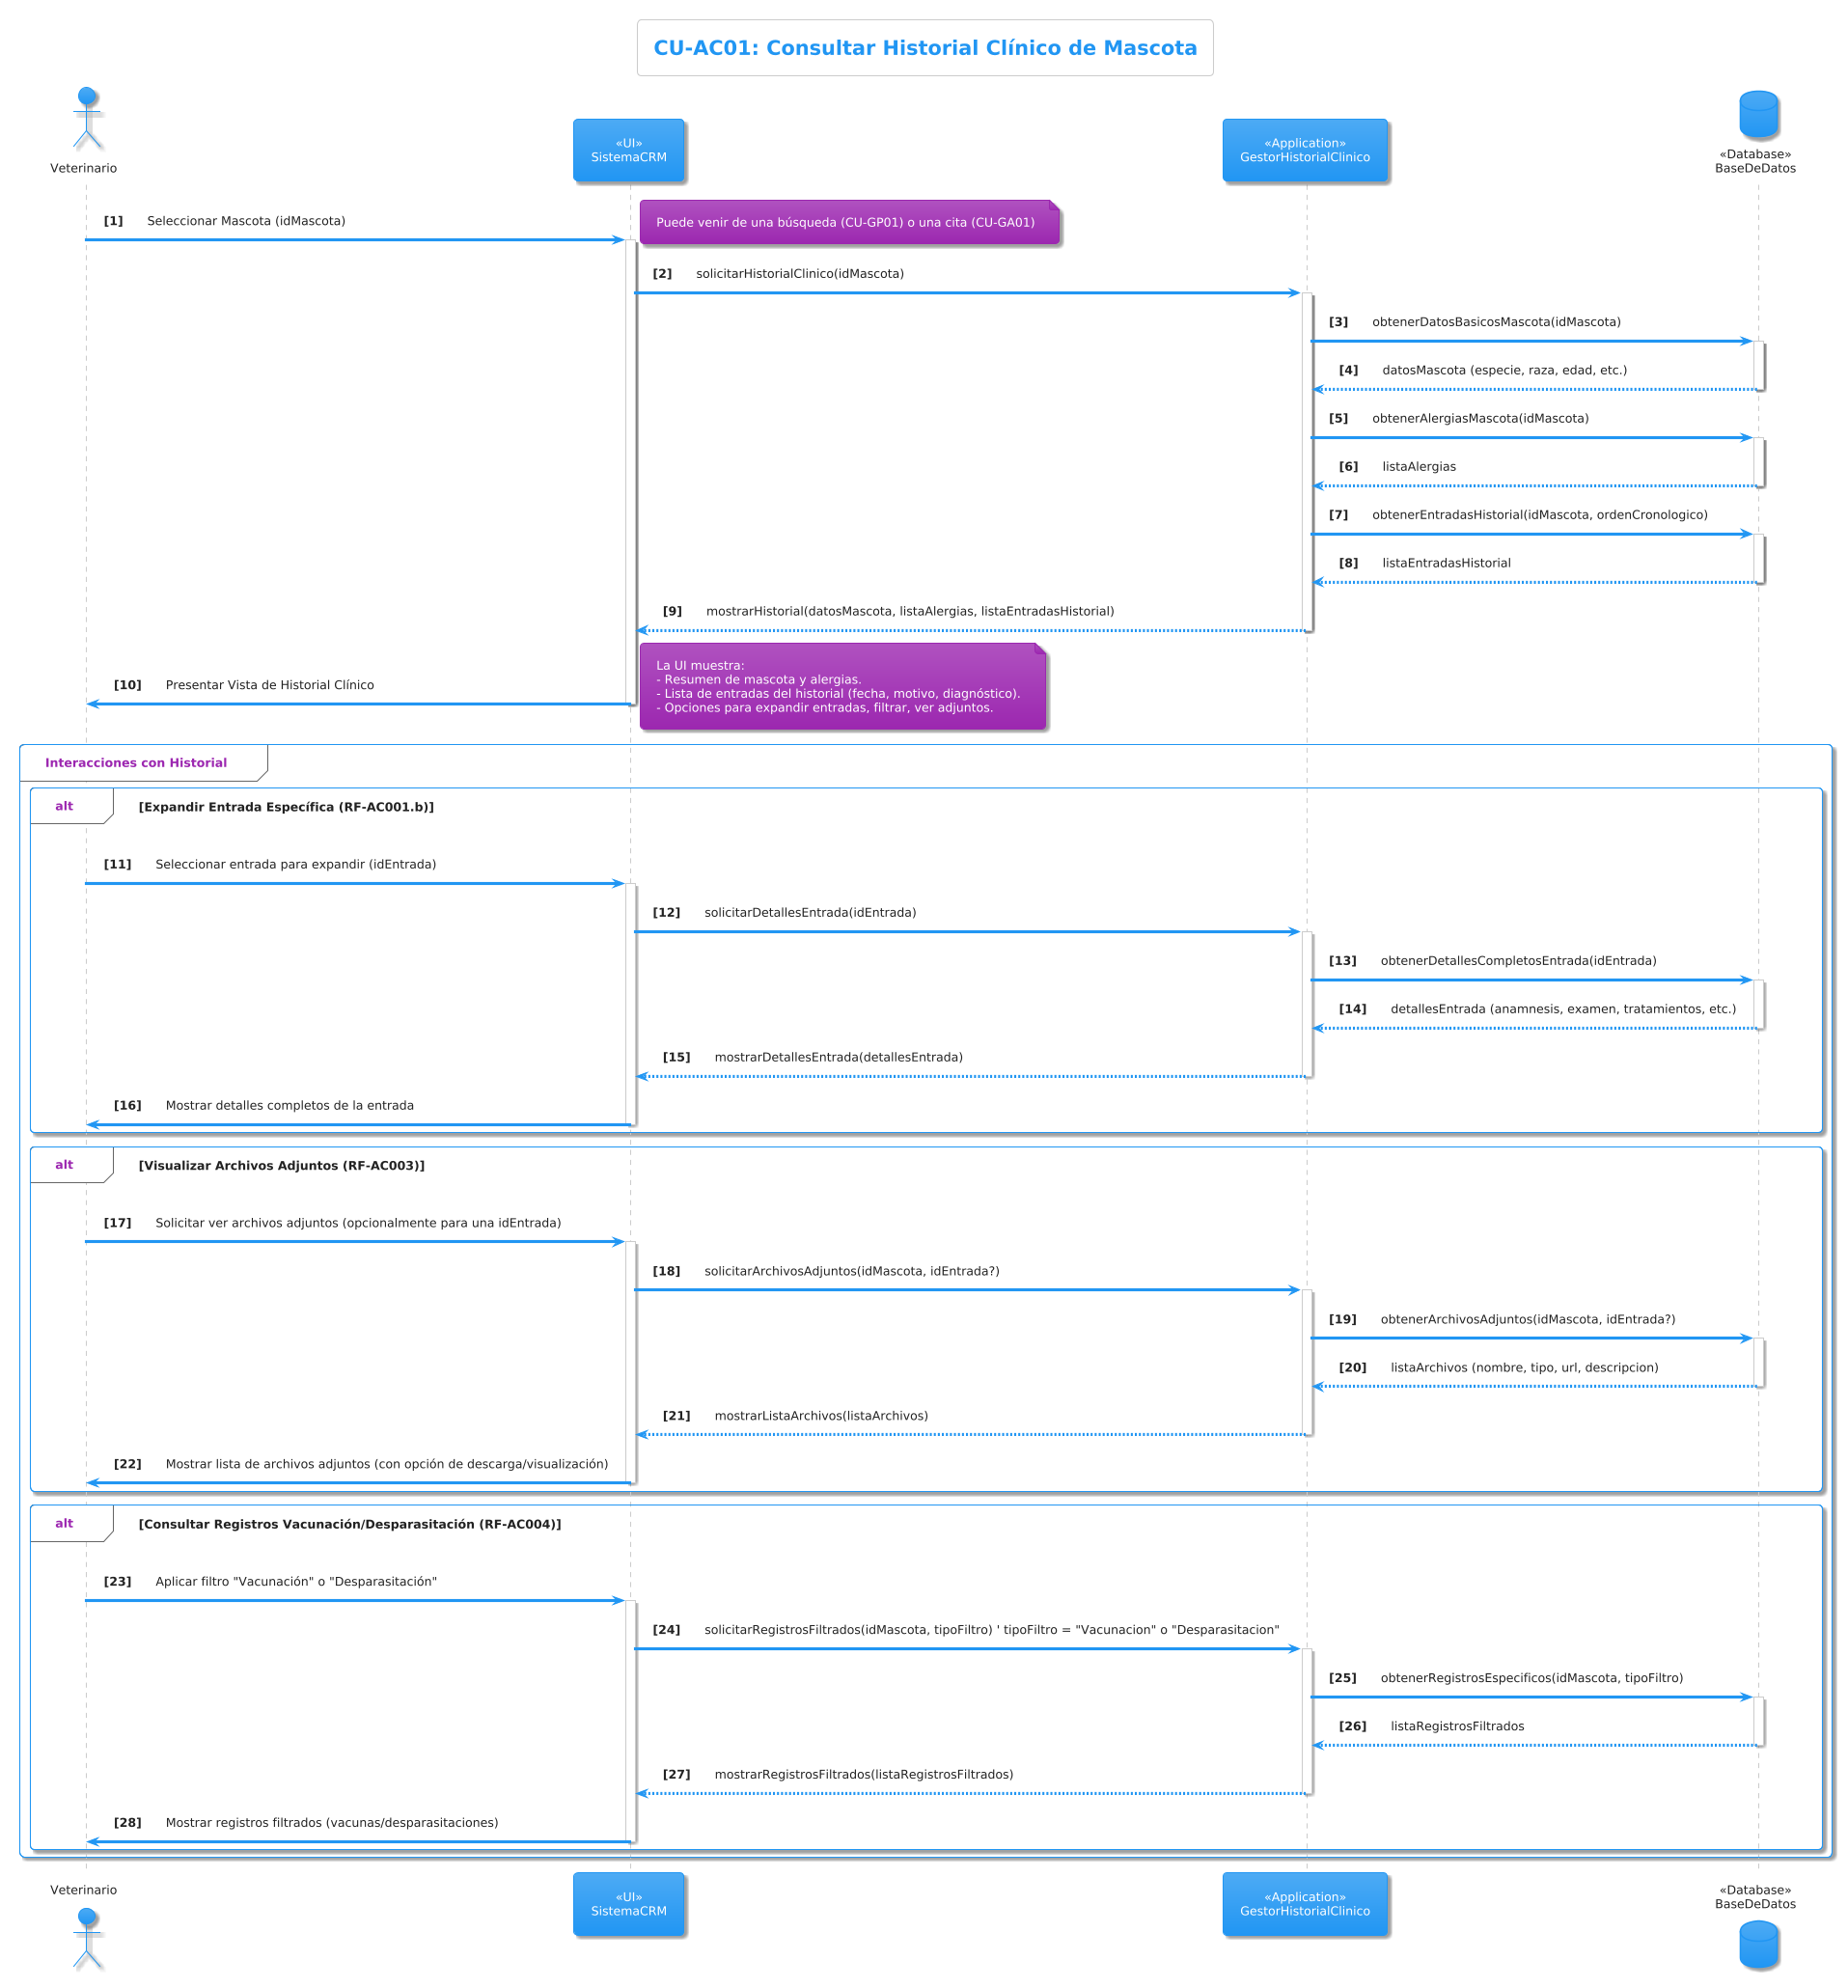 CU-AC01: Consultar Historial Clínico de Mascota
Veterinario
«UI»
SistemaCRM
«Application»
GestorHistorialClinico
«Database»
BaseDeDatos
[1] Seleccionar Mascota (idMascota)
Puede venir de una búsqueda (CU-GP01) o una cita (CU-GA01)
[2] solicitarHistorialClinico(idMascota)
[3] obtenerDatosBasicosMascota(idMascota)
[4] datosMascota (especie, raza, edad, etc.)
[5] obtenerAlergiasMascota(idMascota)
[6] listaAlergias
[7] obtenerEntradasHistorial(idMascota, ordenCronologico)
[8] listaEntradasHistorial
[9] mostrarHistorial(datosMascota, listaAlergias, listaEntradasHistorial)
[10] Presentar Vista de Historial Clínico
La UI muestra:
- Resumen de mascota y alergias.
- Lista de entradas del historial (fecha, motivo, diagnóstico).
- Opciones para expandir entradas, filtrar, ver adjuntos.
Interacciones con Historial
alt [Expandir Entrada Específica (RF-AC001.b)]
[11] Seleccionar entrada para expandir (idEntrada)
[12] solicitarDetallesEntrada(idEntrada)
[13] obtenerDetallesCompletosEntrada(idEntrada)
[14] detallesEntrada (anamnesis, examen, tratamientos, etc.)
[15] mostrarDetallesEntrada(detallesEntrada)
[16] Mostrar detalles completos de la entrada
alt [Visualizar Archivos Adjuntos (RF-AC003)]
[17] Solicitar ver archivos adjuntos (opcionalmente para una idEntrada)
[18] solicitarArchivosAdjuntos(idMascota, idEntrada?)
[19] obtenerArchivosAdjuntos(idMascota, idEntrada?)
[20] listaArchivos (nombre, tipo, url, descripcion)
[21] mostrarListaArchivos(listaArchivos)
[22] Mostrar lista de archivos adjuntos (con opción de descarga/visualización)
alt [Consultar Registros Vacunación/Desparasitación (RF-AC004)]
[23] Aplicar filtro "Vacunación" o "Desparasitación"
[24] solicitarRegistrosFiltrados(idMascota, tipoFiltro) ' tipoFiltro = "Vacunacion" o "Desparasitacion"
[25] obtenerRegistrosEspecificos(idMascota, tipoFiltro)
[26] listaRegistrosFiltrados
[27] mostrarRegistrosFiltrados(listaRegistrosFiltrados)
[28] Mostrar registros filtrados (vacunas/desparasitaciones)
Veterinario
«UI»
SistemaCRM
«Application»
GestorHistorialClinico
«Database»
BaseDeDatos